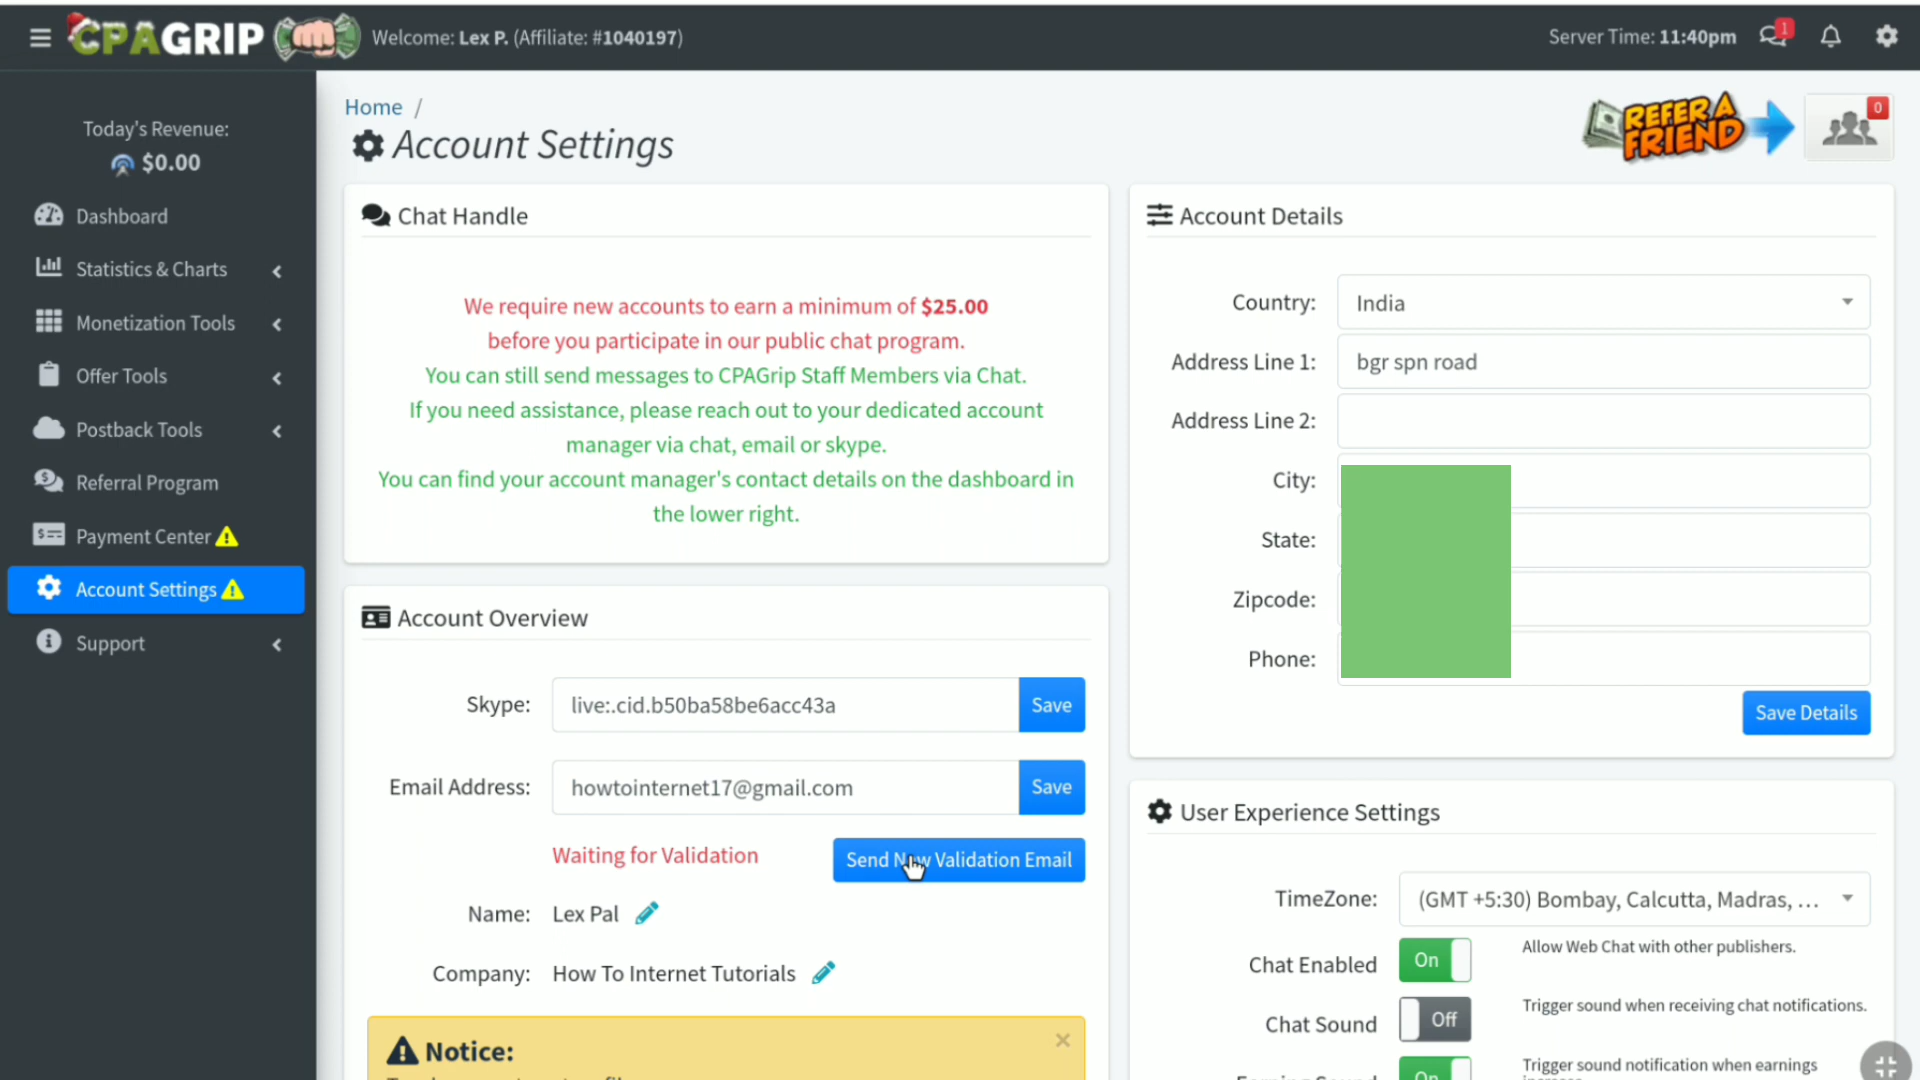 CPAGRIP
Welcome: Lex P. (Affiliate: #1040197)
Server Time: 11:40pm
1
Today's Revenue:
$0.00
Dashboard
Statistics & Charts
Monetization Tools
Offer Tools
Postback Tools
Referral Program
Payment Center
Account Settings
Support
Home /
Account Settings
REFER A
FRIEND
0
Chat Handle
We require new accounts to earn a minimum of $25.00
before you participate in our public chat program.
You can still send messages to CPAGrip Staff Members via Chat.
If you need assistance, please reach out to your dedicated account
manager via chat, email or skype.
You can find your account manager's contact details on the dashboard in
the lower right.
Account Overview
Skype: live:.cid.b50ba58be6acc43a Save
Email Address: howtointernet17@gmail.com Save
Waiting for Validation Send New Validation Email
Name: Lex Pal
Company: How To Internet Tutorials
Notice:
Account Details
Country: India
Address Line 1: bgr spn road
Address Line 2:
City:
State:
Zipcode:
Phone:
Save Details
User Experience Settings
TimeZone: (GMT +5:30) Bombay, Calcutta, Madras, ...
Chat Enabled On Allow Web Chat with other publishers.
Chat Sound Off Trigger sound when receiving chat notifications.
On Trigger sound notification when earnings